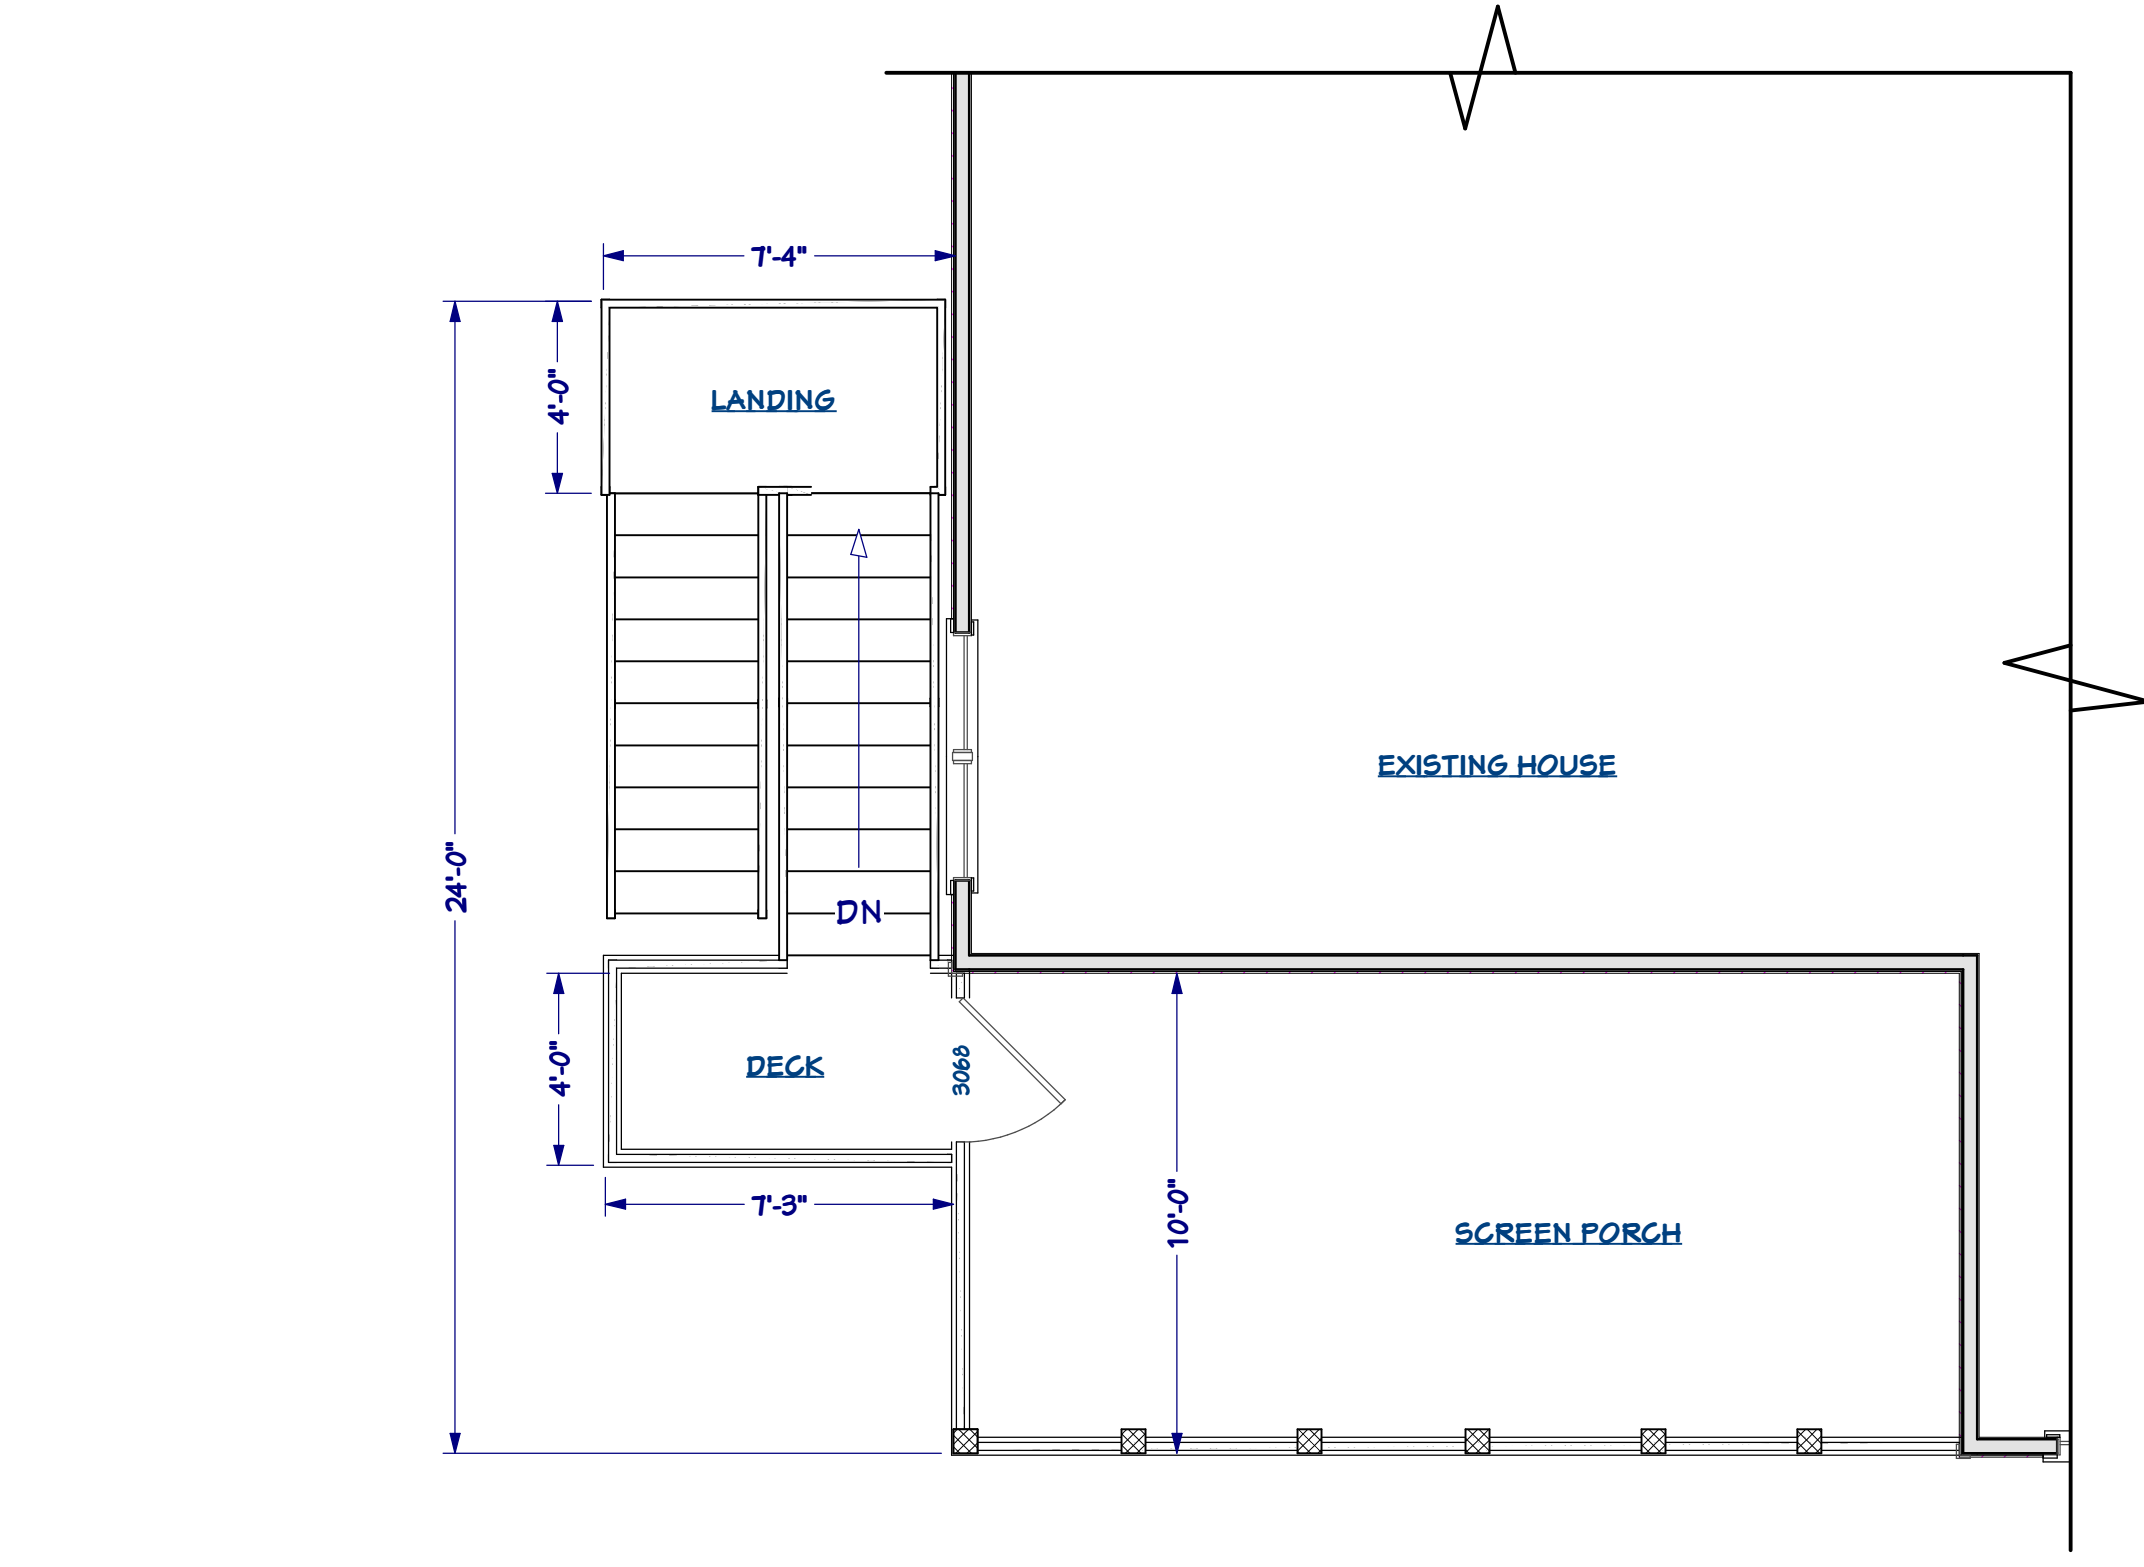 7'-4"
4'-0"
LANDING
EXISTING HOUSE
24'-0"
DN
4'-0"
DECK
3068
7'-3"
10'-0"
SCREEN PORCH